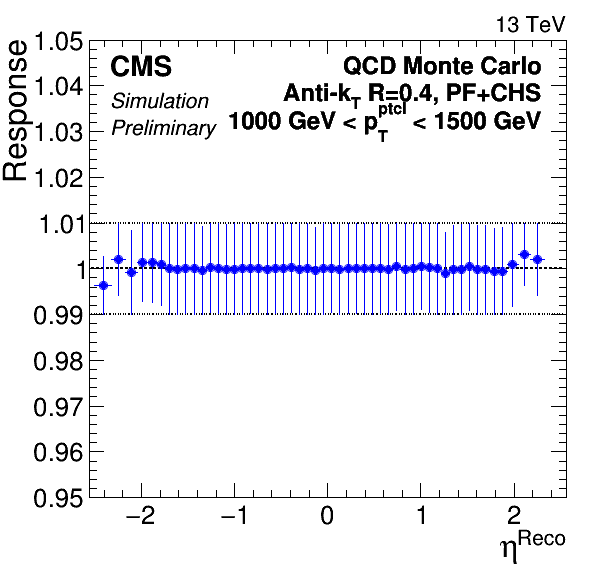 13 TeV
CMS
Simulation
Preliminary
QCD Monte Carlo
Anti-k_T R=0.4, PF+CHS
1000 GeV < p_T^ptcl < 1500 GeV
Response
1.05
1.04
1.03
1.02
1.01
1
0.99
0.98
0.97
0.96
0.95
−2 −1 0 1 2
η^Reco